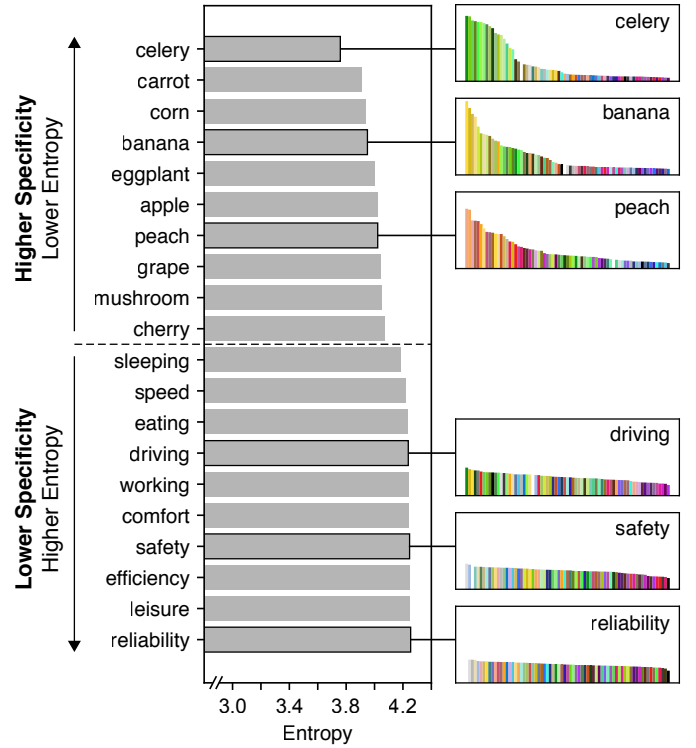 Higher Specificity
Lower Entropy
Lower Specificity
Higher Entropy
celery
carrot
corn
banana
eggplant
apple
peach
grape
mushroom
cherry
sleeping
speed
eating
driving
working
comfort
safety
efficiency
leisure
reliability
3.0 3.4 3.8 4.2
Entropy
celery
banana
peach
driving
safety
reliability